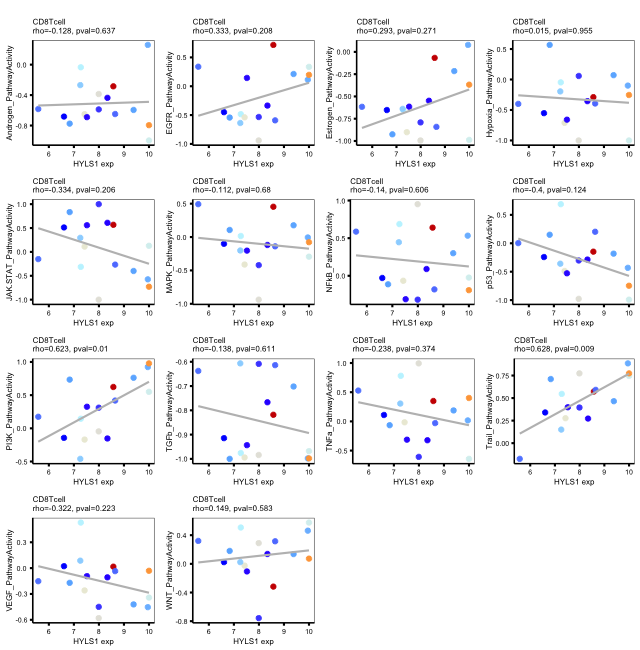 CD8Tcell
rho=-0.128, pval=0.637
Androgen_PathwayActivity
0.0
-0.5
-1.0
6 7 8 9 10
HYLS1 exp
CD8Tcell
rho=0.333, pval=0.208
EGFR_PathwayActivity
0.5
0.0
-0.5
-1.0
6 7 8 9 10
HYLS1 exp
CD8Tcell
rho=0.293, pval=0.271
Estrogen_PathwayActivity
0.00
-0.25
-0.50
-0.75
-1.00
6 7 8 9 10
HYLS1 exp
CD8Tcell
rho=0.015, pval=0.955
Hypoxia_PathwayActivity
0.5
0.0
-0.5
-1.0
6 7 8 9 10
HYLS1 exp
CD8Tcell
rho=-0.334, pval=0.206
JAK.STAT_PathwayActivity
1.0
0.5
0.0
-0.5
-1.0
6 7 8 9 10
HYLS1 exp
CD8Tcell
rho=-0.112, pval=0.68
MAPK_PathwayActivity
0.5
0.0
-0.5
-1.0
6 7 8 9 10
HYLS1 exp
CD8Tcell
rho=-0.14, pval=0.606
NFkB_PathwayActivity
0.5
0.0
6 7 8 9 10
HYLS1 exp
CD8Tcell
rho=-0.4, pval=0.124
p53_PathwayActivity
0.5
0.0
-0.5
-1.0
6 7 8 9 10
HYLS1 exp
CD8Tcell
rho=0.623, pval=0.01
PI3K_PathwayActivity
1.0
0.5
0.0
-0.5
6 7 8 9 10
HYLS1 exp
CD8Tcell
rho=-0.138, pval=0.611
TGFb_PathwayActivity
-0.6
-0.7
-0.8
-0.9
-1.0
6 7 8 9 10
HYLS1 exp
CD8Tcell
rho=-0.238, pval=0.374
TNFa_PathwayActivity
1.0
0.5
0.0
-0.5
6 7 8 9 10
HYLS1 exp
CD8Tcell
rho=0.628, pval=0.009
Trail_PathwayActivity
0.75
0.50
0.25
0.00
6 7 8 9 10
HYLS1 exp
CD8Tcell
rho=-0.322, pval=0.223
VEGF_PathwayActivity
0.3
0.0
-0.3
-0.6
6 7 8 9 10
HYLS1 exp
CD8Tcell
rho=0.149, pval=0.583
WNT_PathwayActivity
0.4
0.0
-0.4
-0.8
6 7 8 9 10
HYLS1 exp